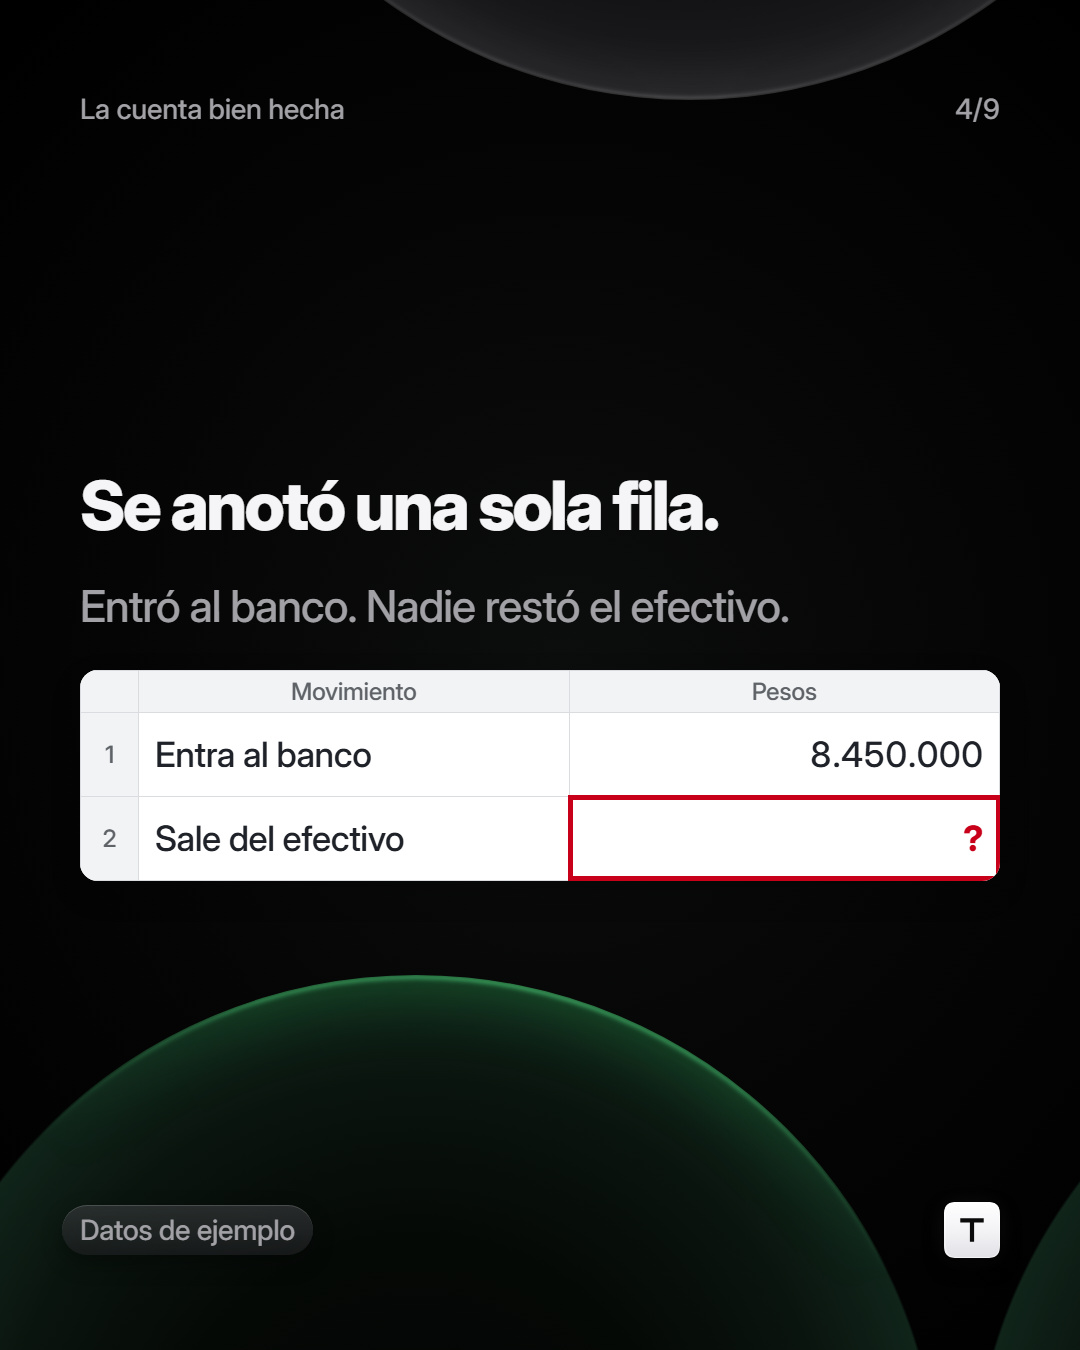 La cuenta bien hecha
4/9
Se anotó una sola fila.
Entró al banco. Nadie restó el efectivo.
Movimiento Pesos
1 Entra al banco 8.450.000
2 Sale del efectivo ?
Datos de ejemplo
T